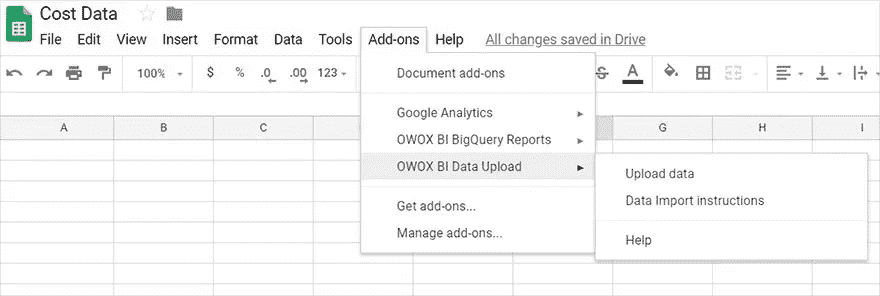 Cost Data
File Edit View Insert Format Data Tools Add-ons Help All changes saved in Drive
100% $ % .0 .00 123 S A
Document add-ons
A B C G H I
Google Analytics
OWOX BI BigQuery Reports
OWOX BI Data Upload
Upload data
Data Import instructions
Get add-ons...
Manage add-ons...
Help